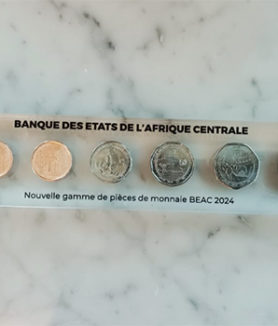 BANQUE DES ETATS DE L'AFRIQUE CENTRALE
Nouvelle gamme de pièces de monnaie BEAC 2024